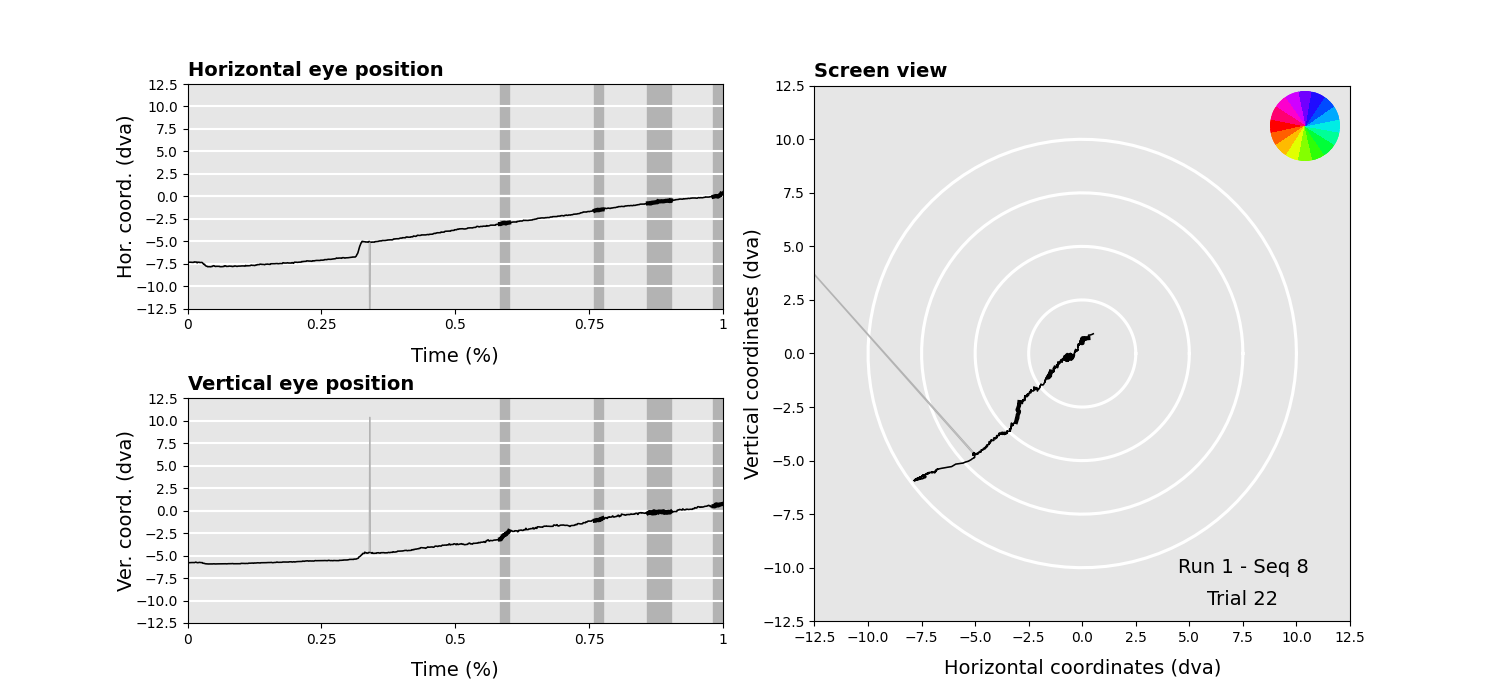 Horizontal eye position
12.5
10.0
7.5
5.0
2.5
0.0
−2.5
−5.0
−7.5
−10.0
−12.5
Hor. coord. (dva)
0 0.25 0.5 0.75 1
Time (%)
Vertical eye position
12.5
10.0
7.5
5.0
2.5
0.0
−2.5
−5.0
−7.5
−10.0
−12.5
Ver. coord. (dva)
0 0.25 0.5 0.75 1
Time (%)
Screen view
12.5
10.0
7.5
5.0
2.5
0.0
−2.5
−5.0
−7.5
−10.0
−12.5
Vertical coordinates (dva)
Run 1 - Seq 8
Trial 22
−12.5 −10.0 −7.5 −5.0 −2.5 0.0 2.5 5.0 7.5 10.0 12.5
Horizontal coordinates (dva)